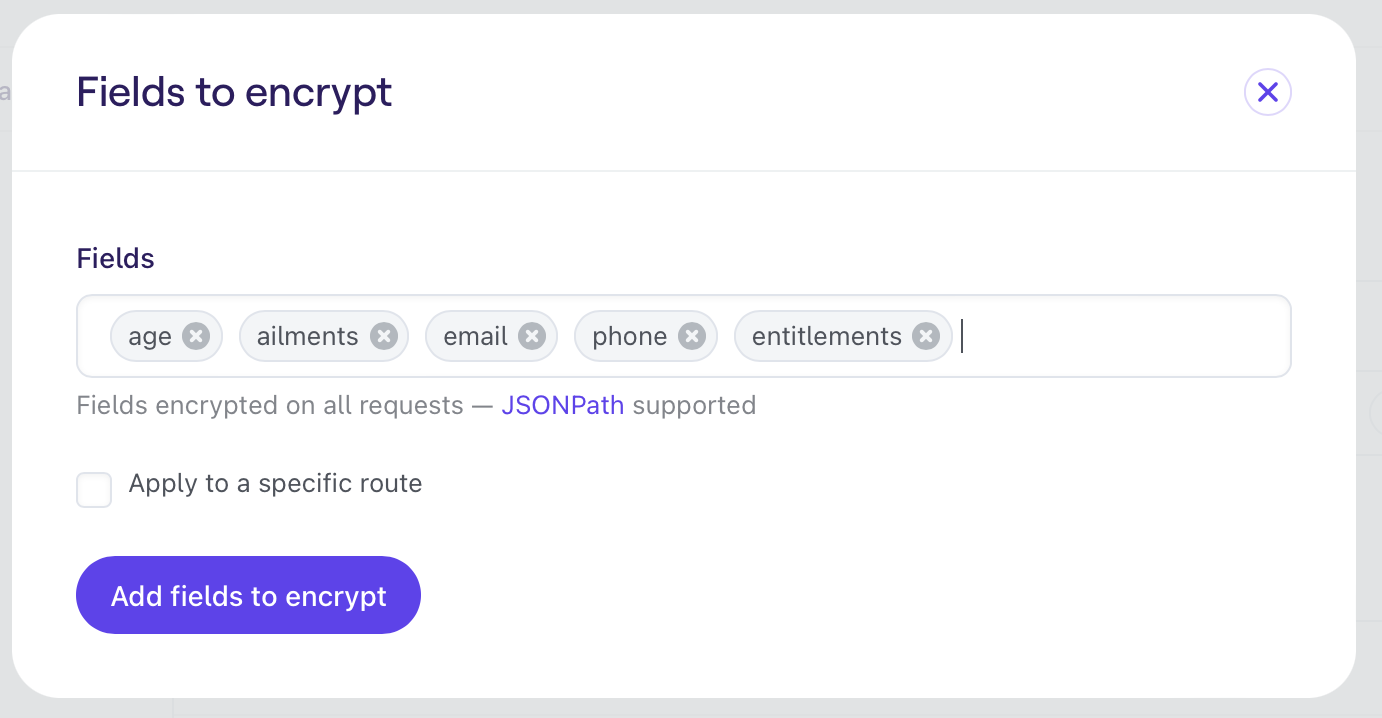 Fields to encrypt
Fields
age ailments email phone entitlements
Fields encrypted on all requests — JSONPath supported
Apply to a specific route
Add fields to encrypt